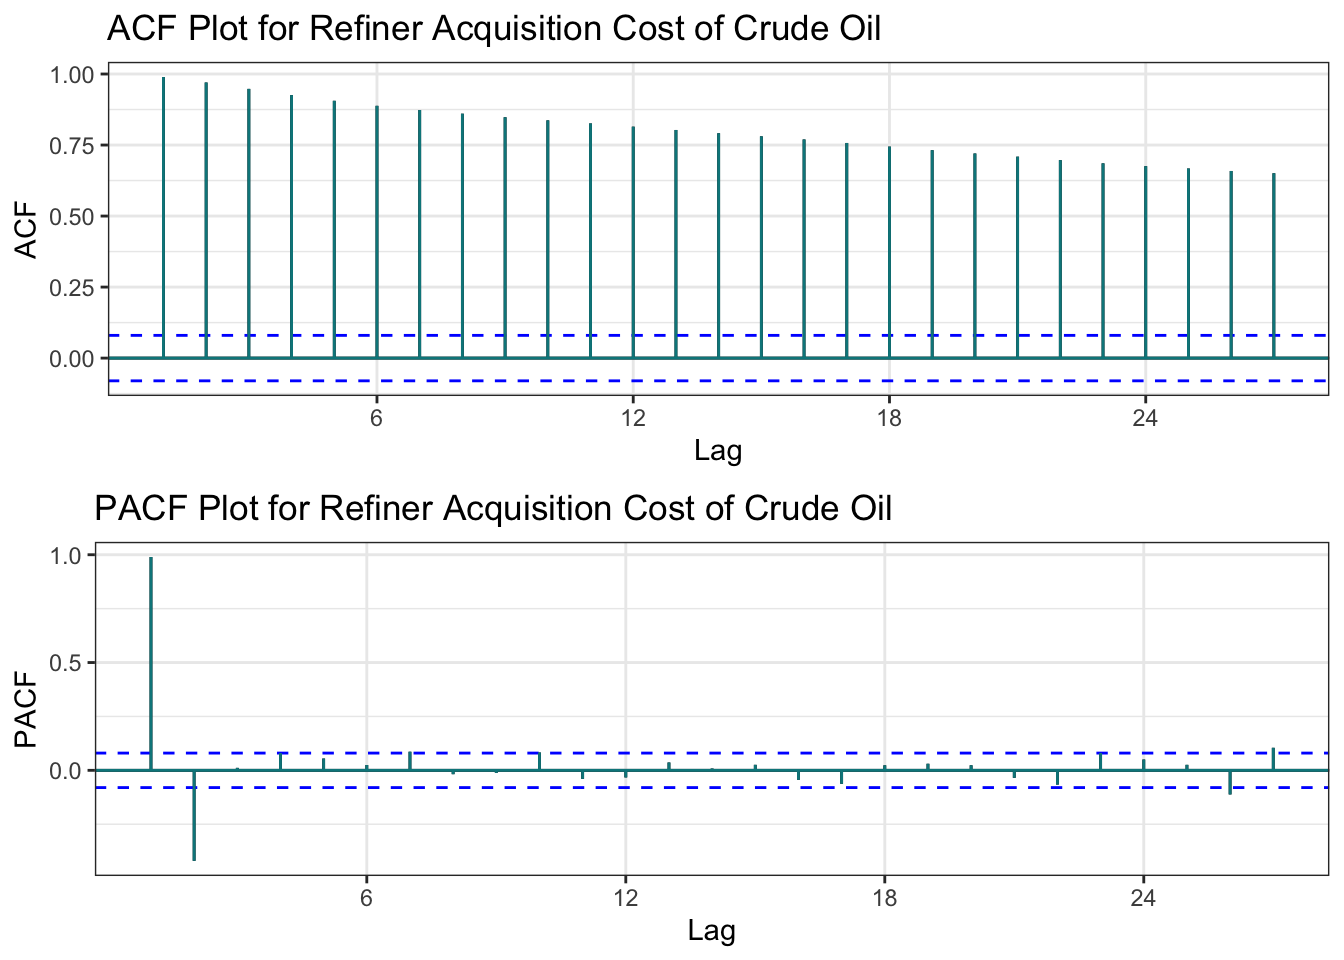 ACF Plot for Refiner Acquisition Cost of Crude Oil
1.00
0.75
0.50
0.25
0.00
ACF
6 12 18 24
Lag
PACF Plot for Refiner Acquisition Cost of Crude Oil
1.0
0.5
0.0
PACF
6 12 18 24
Lag